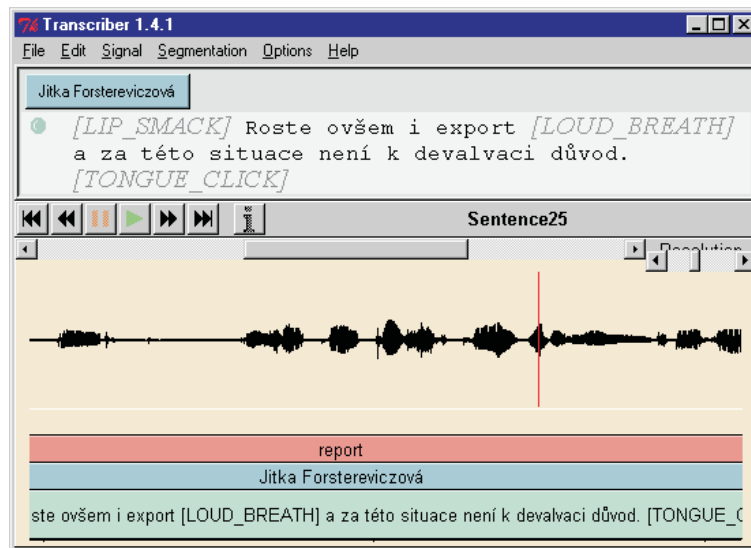 Transcriber 1.4.1
File Edit Signal Segmentation Options Help
Jitka Forstereviczová
[LIP_SMACK] Roste ovšem i export [LOUD_BREATH]
a za této situace není k devalvaci důvod.
[TONGUE_CLICK]
Sentence25
Resolution
report
Jitka Forstereviczová
ste ovšem i export [LOUD_BREATH] a za této situace není k devalvaci důvod. [TONGUE_C